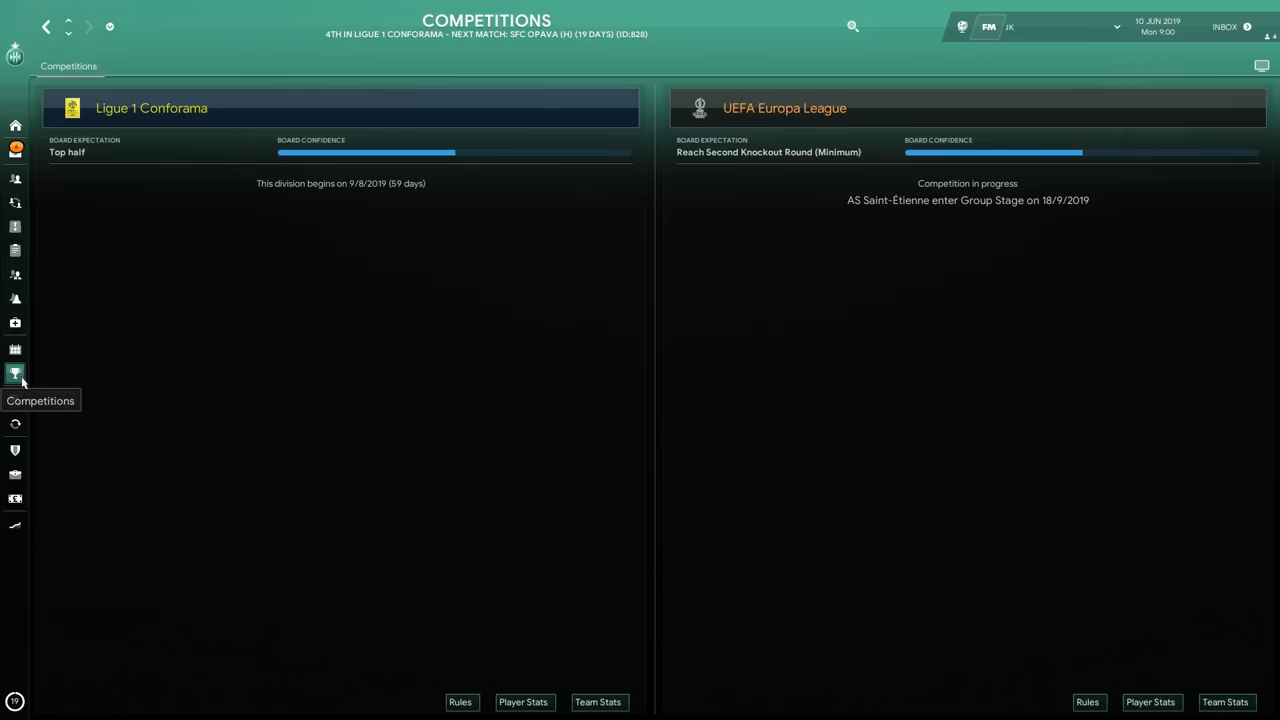 COMPETITIONS
4TH IN LIGUE 1 CONFORAMA - NEXT MATCH: SFC OPAVA (H) (19 DAYS) (ID:828)
FM JK
10 JUN 2019
Mon 9:00
INBOX
4
Competitions
Ligue 1 Conforama
BOARD EXPECTATION
Top half
BOARD CONFIDENCE
This division begins on 9/8/2019 (59 days)
UEFA Europa League
BOARD EXPECTATION
Reach Second Knockout Round (Minimum)
BOARD CONFIDENCE
Competition in progress
AS Saint-Étienne enter Group Stage on 18/9/2019
6
Competitions
19
Rules Player Stats Team Stats
Rules Player Stats Team Stats